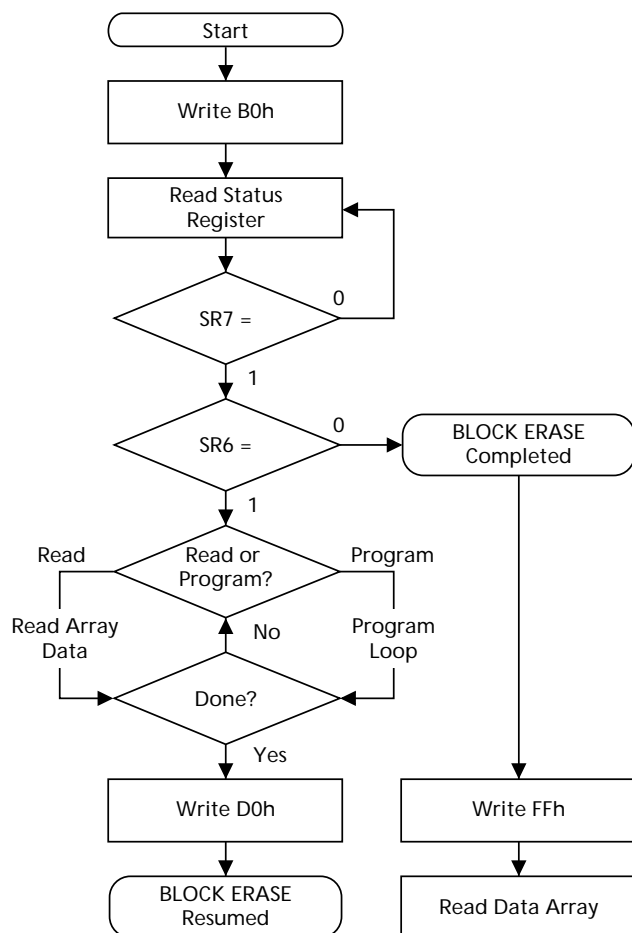 Start
Write B0h
Read Status
Register
0
SR7 =
1
0
SR6 =
BLOCK ERASE
Completed
1
Read
Read or
Program?
Program
Read Array
Data
No
Program
Loop
Done?
Yes
Write D0h
Write FFh
BLOCK ERASE
Resumed
Read Data Array